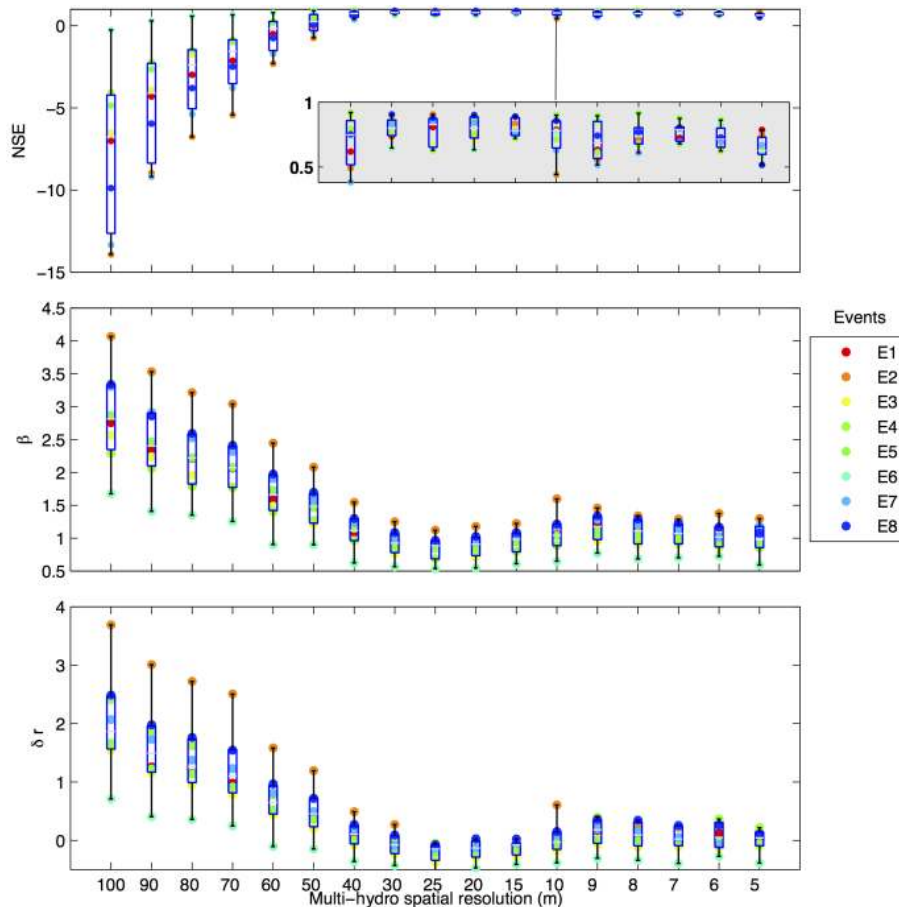 0
−5
−10
−15
NSE
1
0.5
4.5
4
3.5
3
2.5
2
1.5
1
0.5
β
Events
E1
E2
E3
E4
E5
E6
E7
E8
4
3
2
1
0
δ r
100 90 80 70 60 50 40 30 25 20 15 10 9 8 7 6 5
Multi-hydro spatial resolution (m)